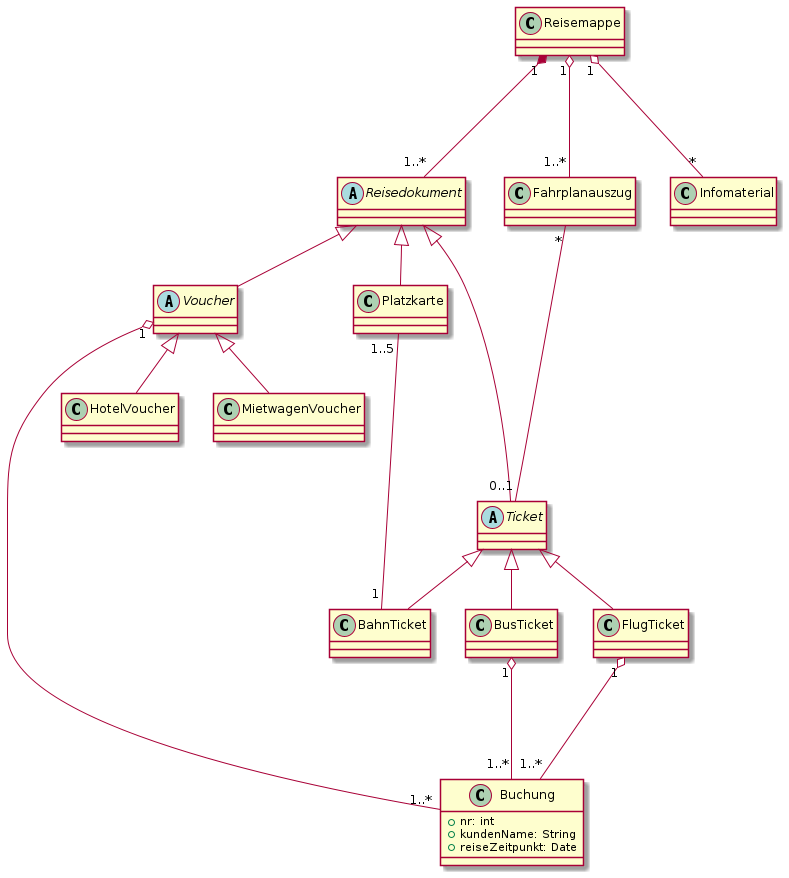 C Reisemappe
1
1
1
1..*
1..*
*
A Reisedokument
C Fahrplanauszug
C Infomaterial
*
A Voucher
C Platzkarte
1
1..5
C HotelVoucher
C MietwagenVoucher
0..1
A Ticket
1
C BahnTicket
C BusTicket
C FlugTicket
1
1
1..*
1..*
1..*
C Buchung
nr: int
kundenName: String
reiseZeitpunkt: Date